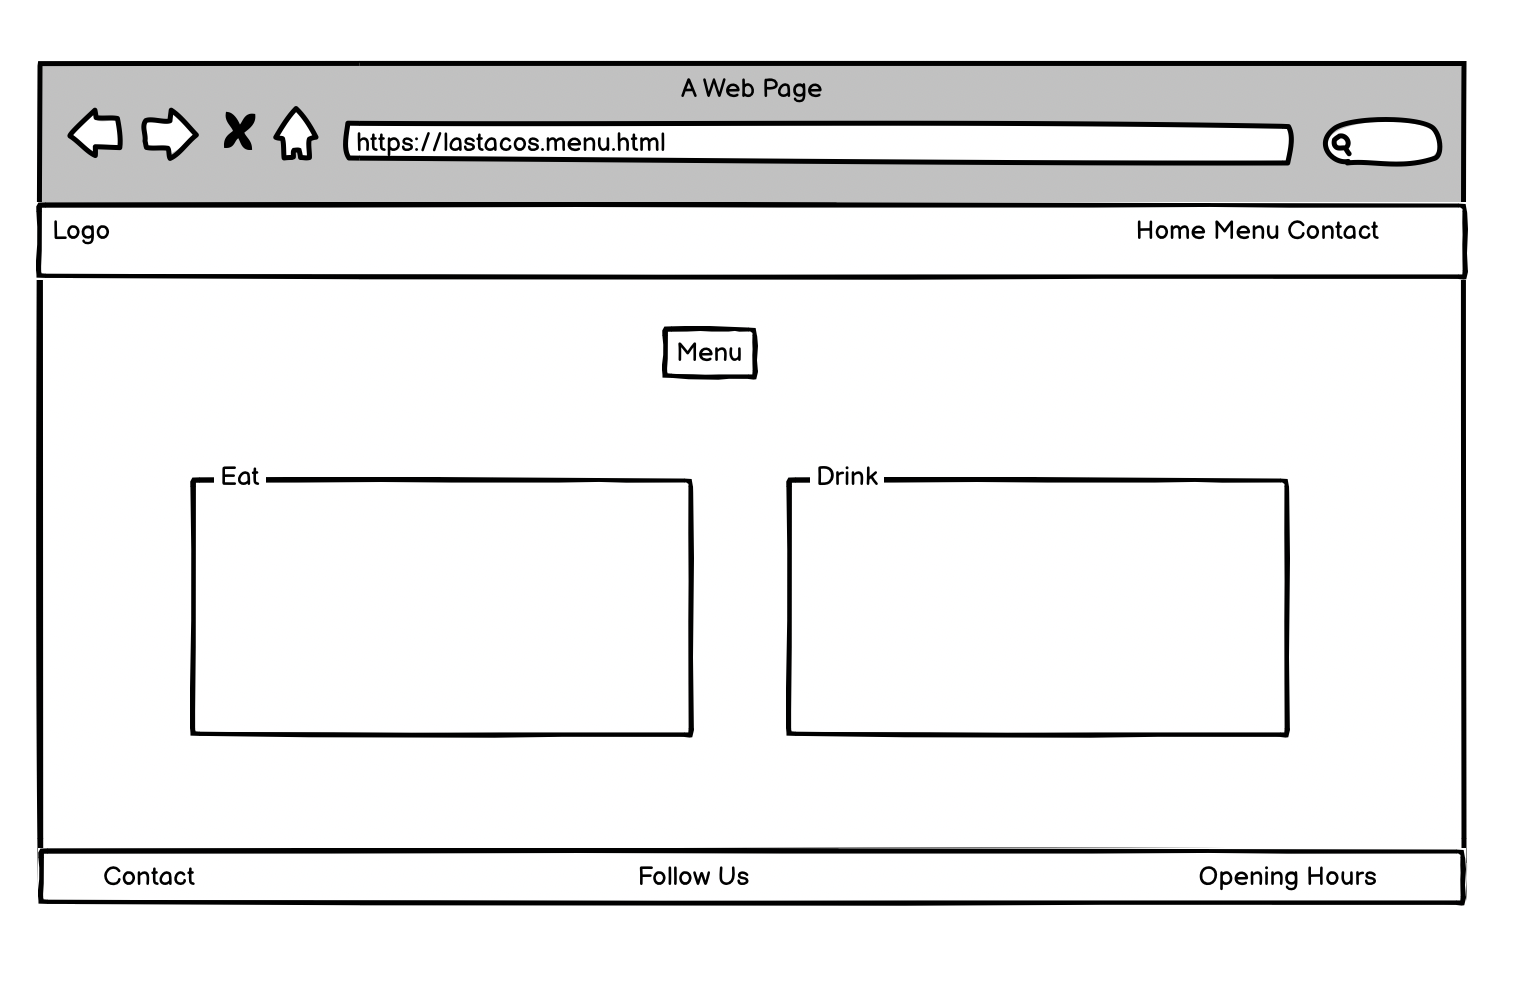 A Web Page
https://lastacos.menu.html
Logo
Home Menu Contact
Menu
Eat
Drink
Contact
Follow Us
Opening Hours